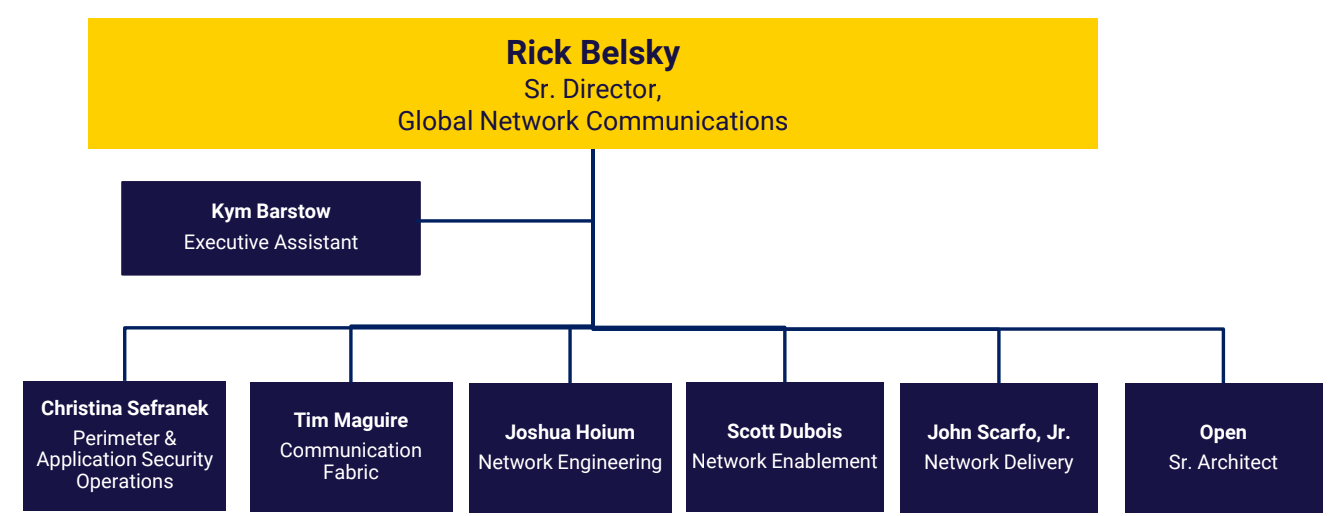 Rick Belsky
Sr. Director,
Global Network Communications
Kym Barstow
Executive Assistant
Christina Sefranek
Perimeter &
Application Security
Operations
Tim Maguire
Communication
Fabric
Joshua Hoium
Network Engineering
Scott Dubois
Network Enablement
John Scarfo, Jr.
Network Delivery
Open
Sr. Architect